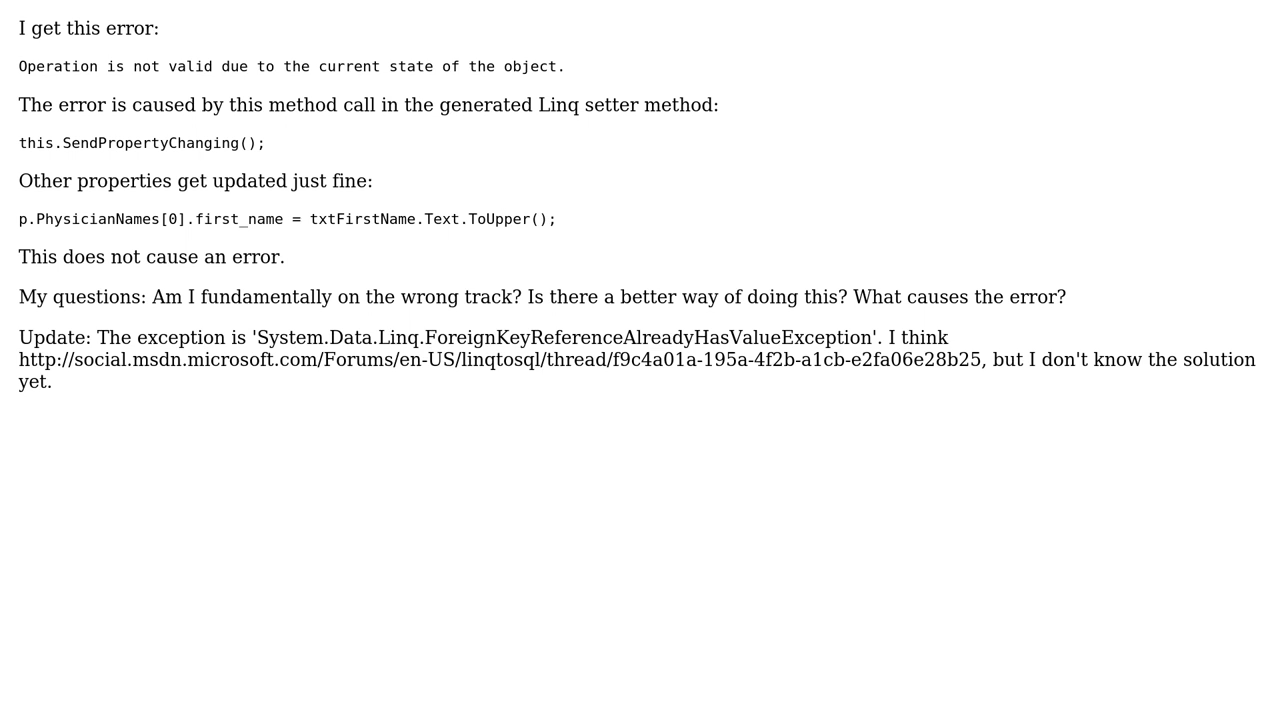 I get this error:
Operation is not valid due to the current state of the object.
The error is caused by this method call in the generated Linq setter method:
this.SendPropertyChanging();
Other properties get updated just fine:
p.PhysicianNames[0].first_name = txtFirstName.Text.ToUpper();
This does not cause an error.
My questions: Am I fundamentally on the wrong track? Is there a better way of doing this? What causes the error?
Update: The exception is 'System.Data.Linq.ForeignKeyReferenceAlreadyHasValueException'. I think
http://social.msdn.microsoft.com/Forums/en-US/linqtosql/thread/f9c4a01a-195a-4f2b-a1cb-e2fa06e28b25, but I don't know the solution
yet.